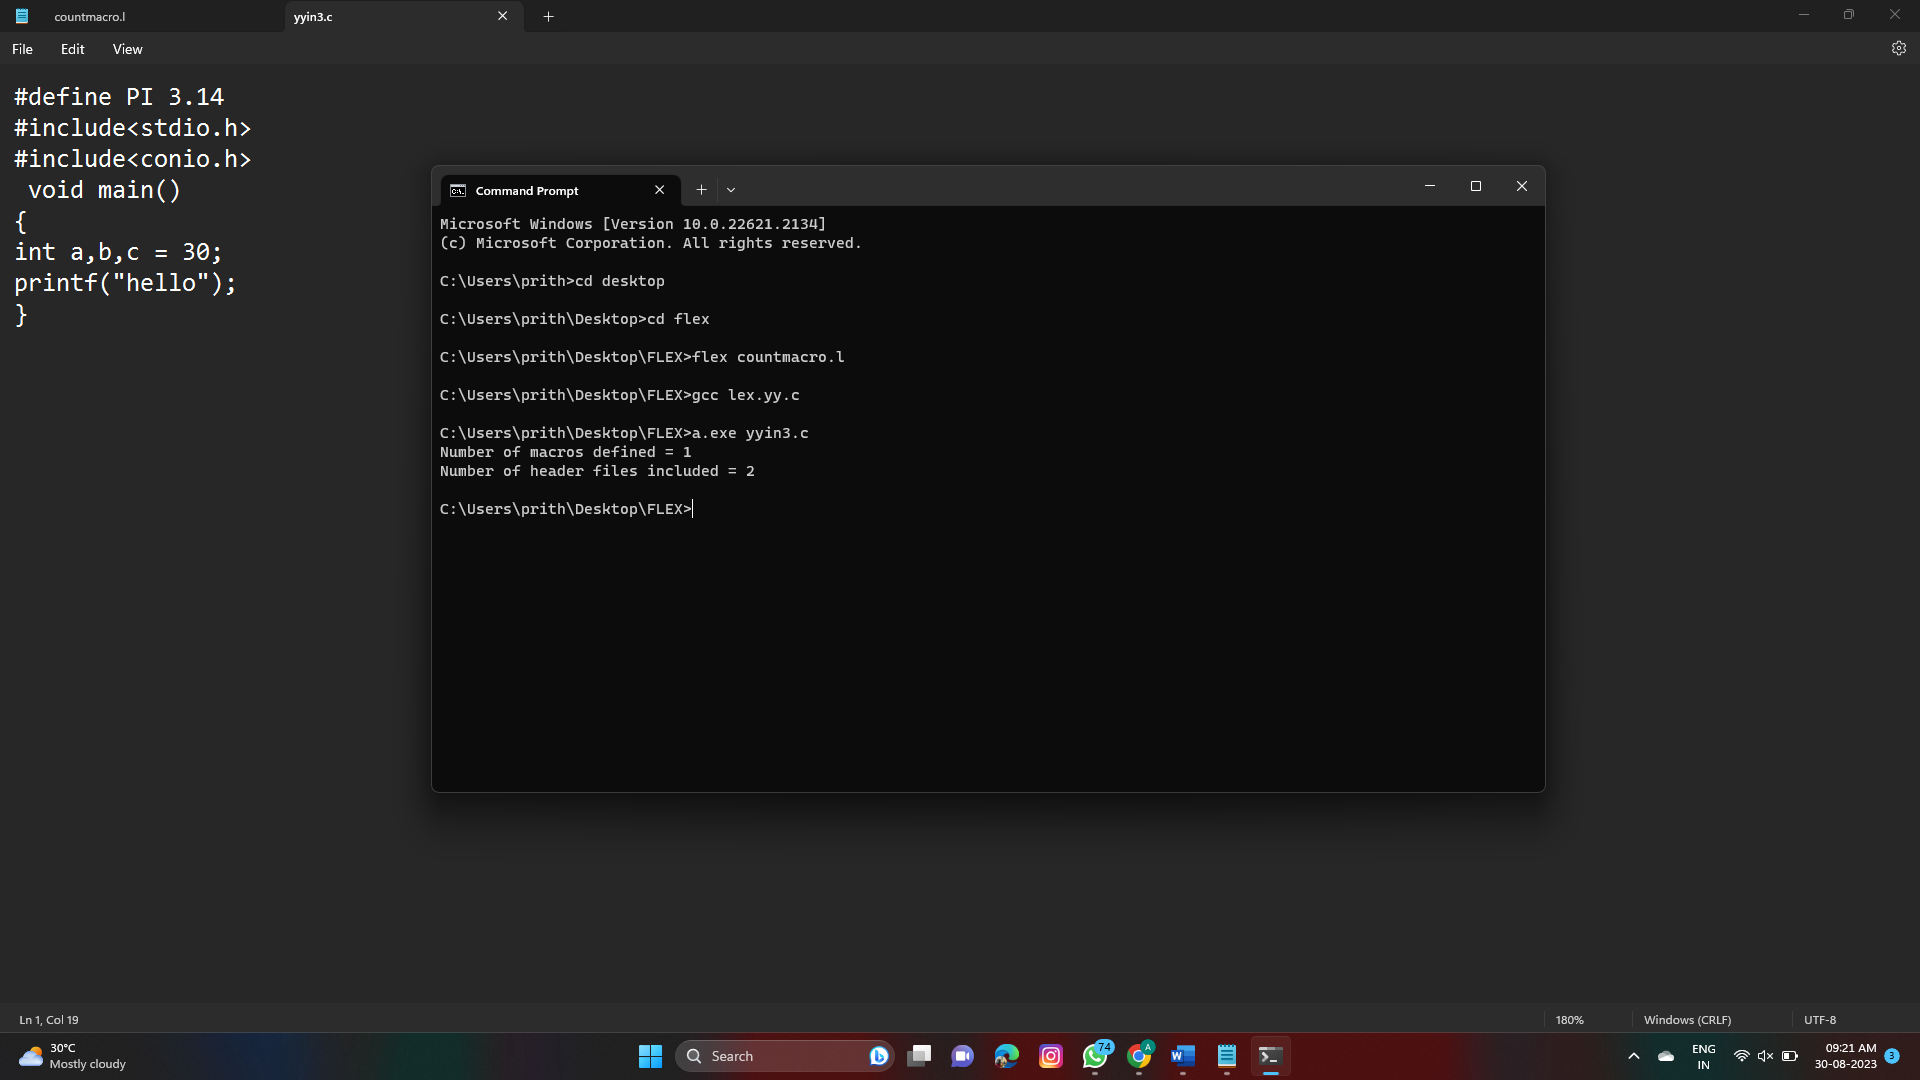 countmacro.l
yyin3.c
File Edit View
#define PI 3.14
#include<stdio.h>
#include<conio.h>
void main()
{
int a,b,c = 30;
printf("hello");
}
Command Prompt
Microsoft Windows [Version 10.0.22621.2134]
(c) Microsoft Corporation. All rights reserved.
C:\Users\prith>cd desktop
C:\Users\prith\Desktop>cd flex
C:\Users\prith\Desktop\FLEX>flex countmacro.l
C:\Users\prith\Desktop\FLEX>gcc lex.yy.c
C:\Users\prith\Desktop\FLEX>a.exe yyin3.c
Number of macros defined = 1
Number of header files included = 2
C:\Users\prith\Desktop\FLEX>
Ln 1, Col 19
180%
Windows (CRLF)
UTF-8
30°C
Mostly cloudy
Search
74
A
ENG
IN
09:21 AM
30-08-2023
3